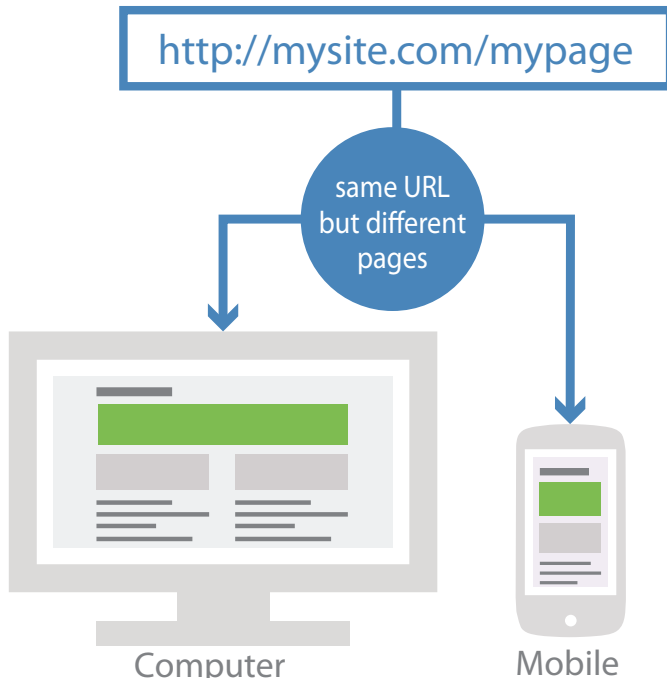 http://mysite.com/mypage
same URL
but different
pages
Computer
Mobile